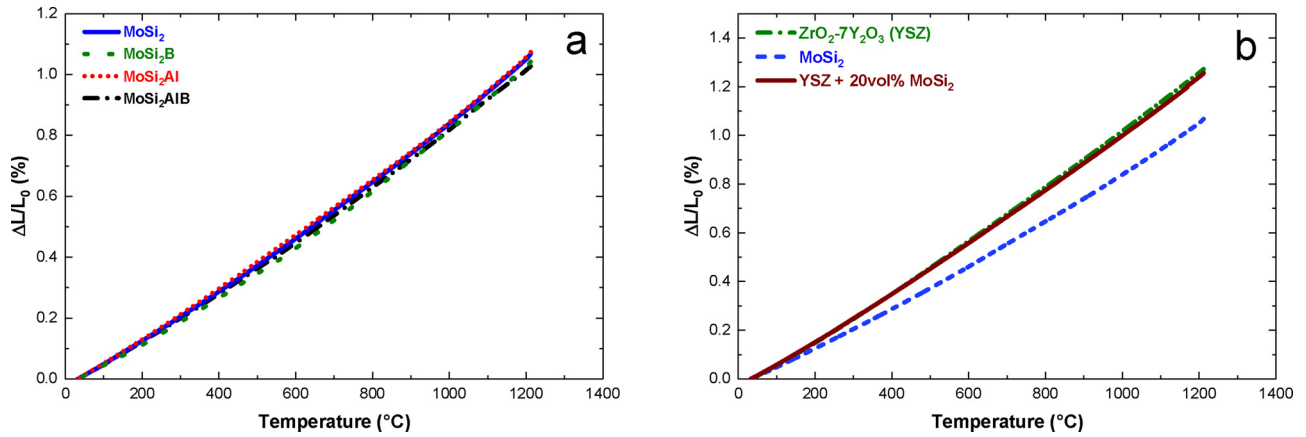 a
MoSi₂
MoSi₂B
MoSi₂Al
MoSi₂AlB
1.2
1.0
0.8
0.6
0.4
0.2
0.0
ΔL/L₀ (%)
0 200 400 600 800 1000 1200 1400
Temperature (°C)
b
ZrO₂-7Y₂O₃ (YSZ)
MoSi₂
YSZ + 20vol% MoSi₂
1.4
1.2
1.0
0.8
0.6
0.4
0.2
0.0
ΔL/L₀ (%)
0 200 400 600 800 1000 1200 1400
Temperature (°C)